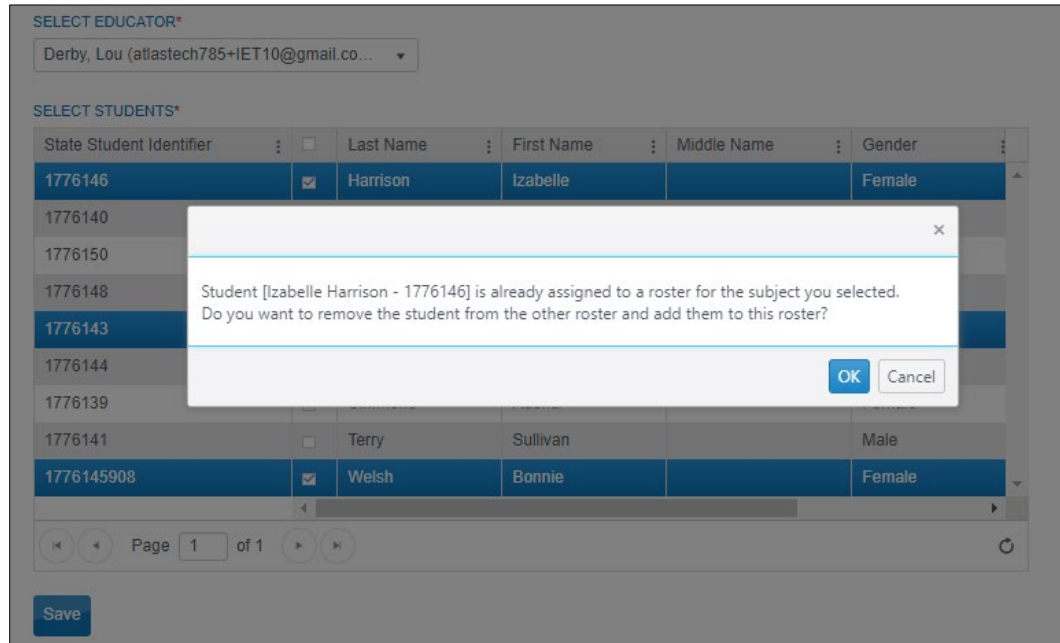 SELECT EDUCATOR*
Derby, Lou (atlastech785+IET10@gmail.co...
SELECT STUDENTS*
State Student Identifier Last Name First Name Middle Name Gender
1776146 Harrison Izabelle Female
1776140
1776150
1776148
Student [Izabelle Harrison - 1776146] is already assigned to a roster for the subject you selected.
Do you want to remove the student from the other roster and add them to this roster?
1776143
1776144
OK Cancel
1776139
1776141 Terry Sullivan Male
1776145908 Welsh Bonnie Female
Page 1 of 1
Save